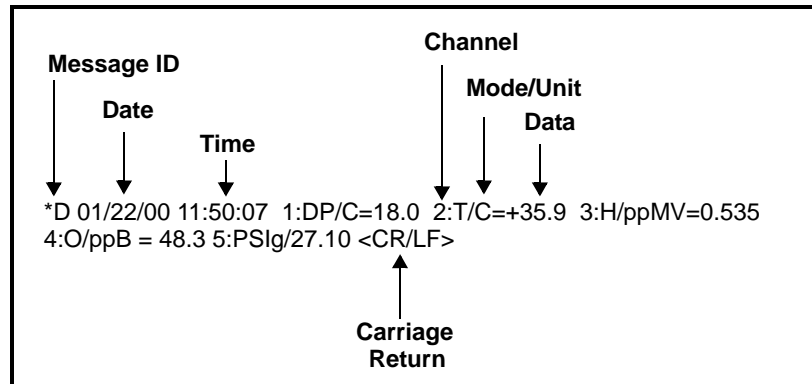 Channel
Message ID
Mode/Unit
Date
Data
Time
*D 01/22/00 11:50:07 1:DP/C=18.0 2:T/C=+35.9 3:H/ppMV=0.535
4:O/ppB = 48.3 5:PSIg/27.10 <CR/LF>
Carriage
Return